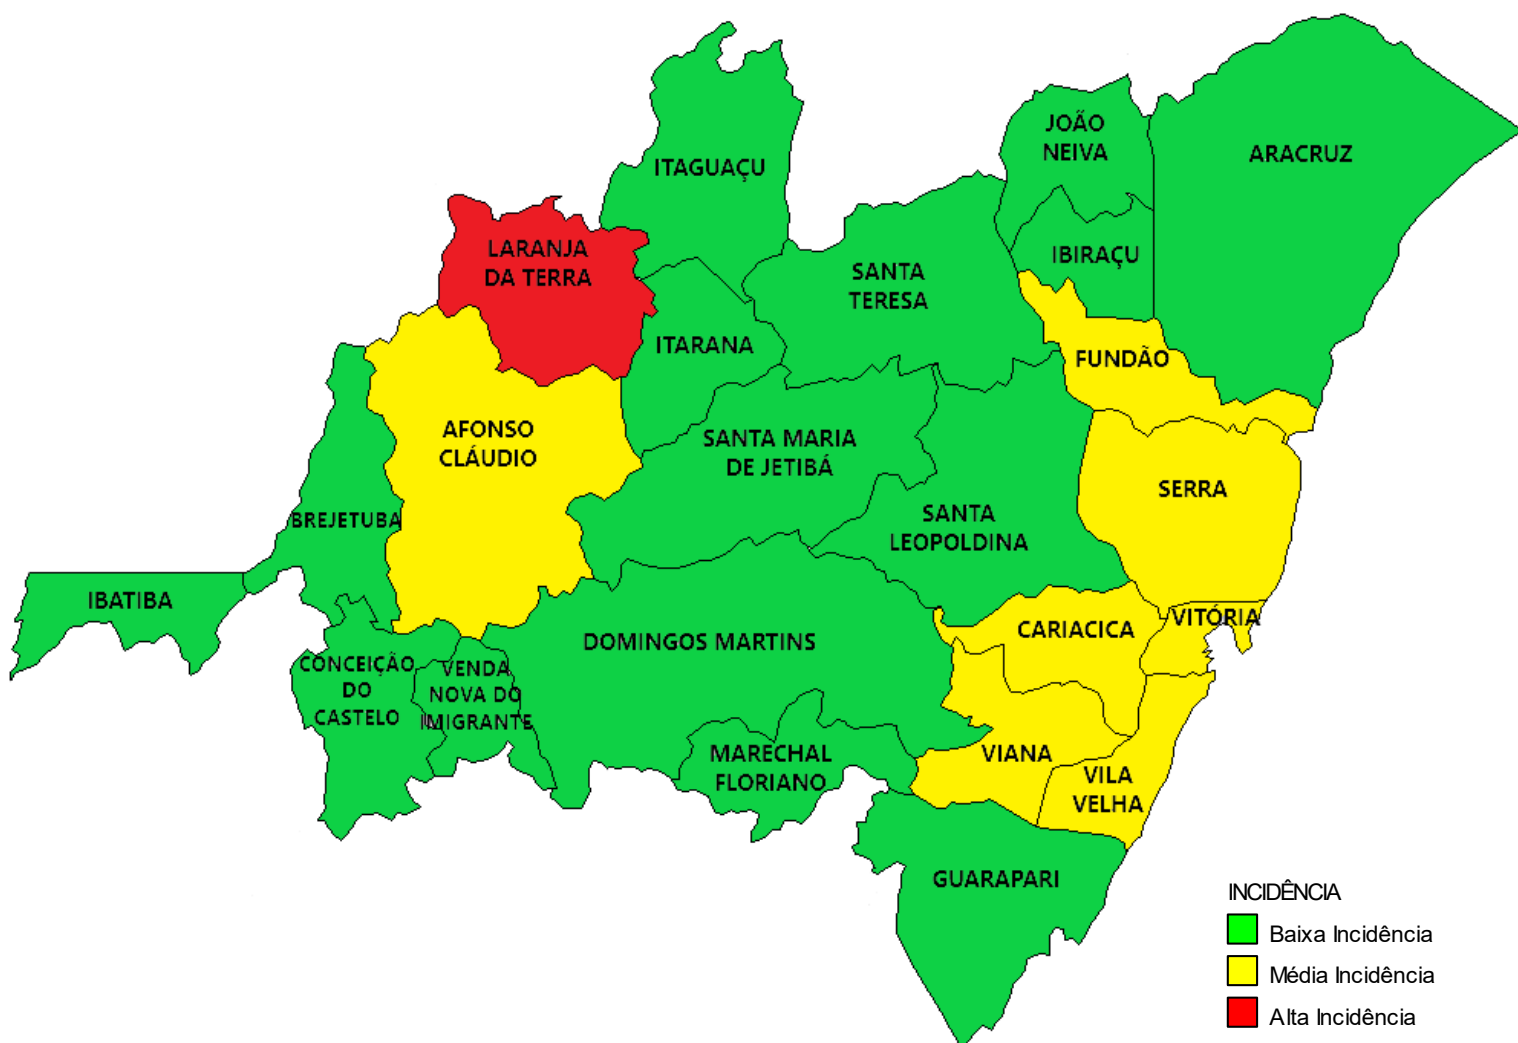 JOÃO
NEIVA
ARACRUZ
ITAGUAÇU
LARANJA
DA TERRA
IBIRAÇU
SANTA
TERESA
ITARANA
FUNDÃO
AFONSO
CLÁUDIO
SANTA MARIA
DE JETIBÁ
SERRA
BREJETUBA
SANTA
LEOPOLDINA
IBATIBA
DOMINGOS MARTINS
CARIACICA
VITÓRIA
CONCEIÇÃO
DO
CASTELO
VENDA
NOVA DO
IMIGRANTE
MARECHAL
FLORIANO
VIANA
VILA
VELHA
GUARAPARI
INCIDÊNCIA
Baixa Incidência
Média Incidência
Alta Incidência